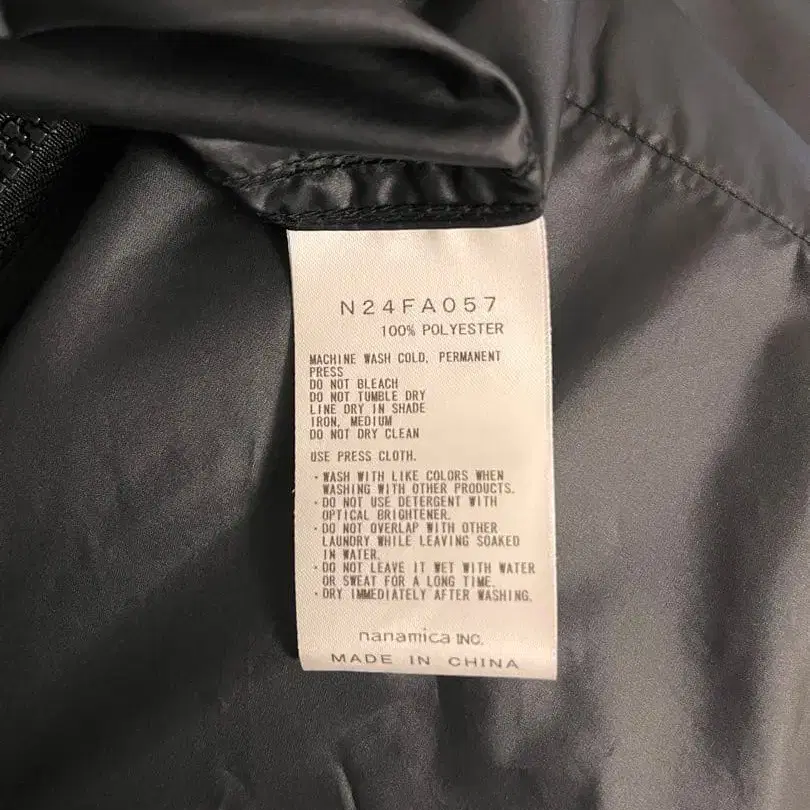 N24FA057
100% POLYESTER
MACHINE WASH COLD, PERMANENT
PRESS
DO NOT BLEACH
DO NOT TUMBLE DRY
LINE DRY IN SHADE
IRON, MEDIUM
DO NOT DRY CLEAN
USE PRESS CLOTH.
・WASH WITH LIKE COLORS WHEN
WASHING WITH OTHER PRODUCTS.
・DO NOT USE DETERGENT WITH
OPTICAL BRIGHTENER.
・DO NOT OVERLAP WITH OTHER
LAUNDRY WHILE LEAVING SOAKED
IN WATER.
・DO NOT LEAVE IT WET WITH WATER
OR SWEAT FOR A LONG TIME.
・DRY IMMEDIATELY AFTER WASHING.
nanamica INC.
MADE IN CHINA